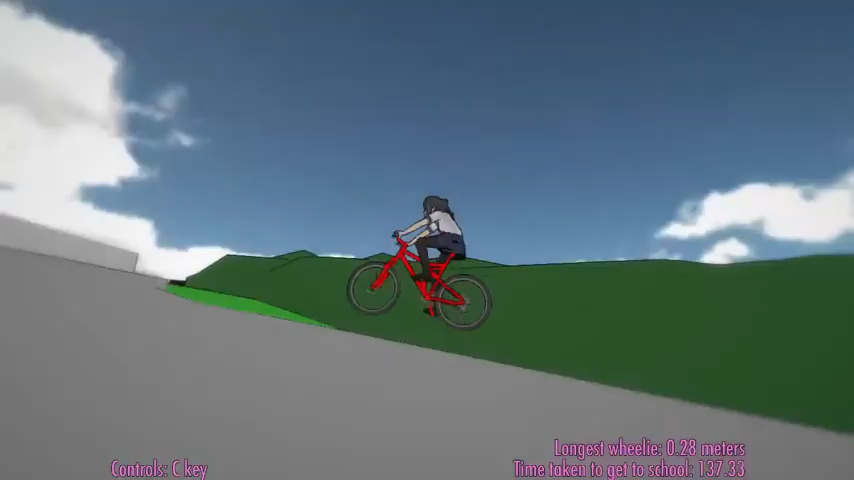 Longest wheelie: 0.28 meters
Controls: C key
Time taken to get to school: 137.33